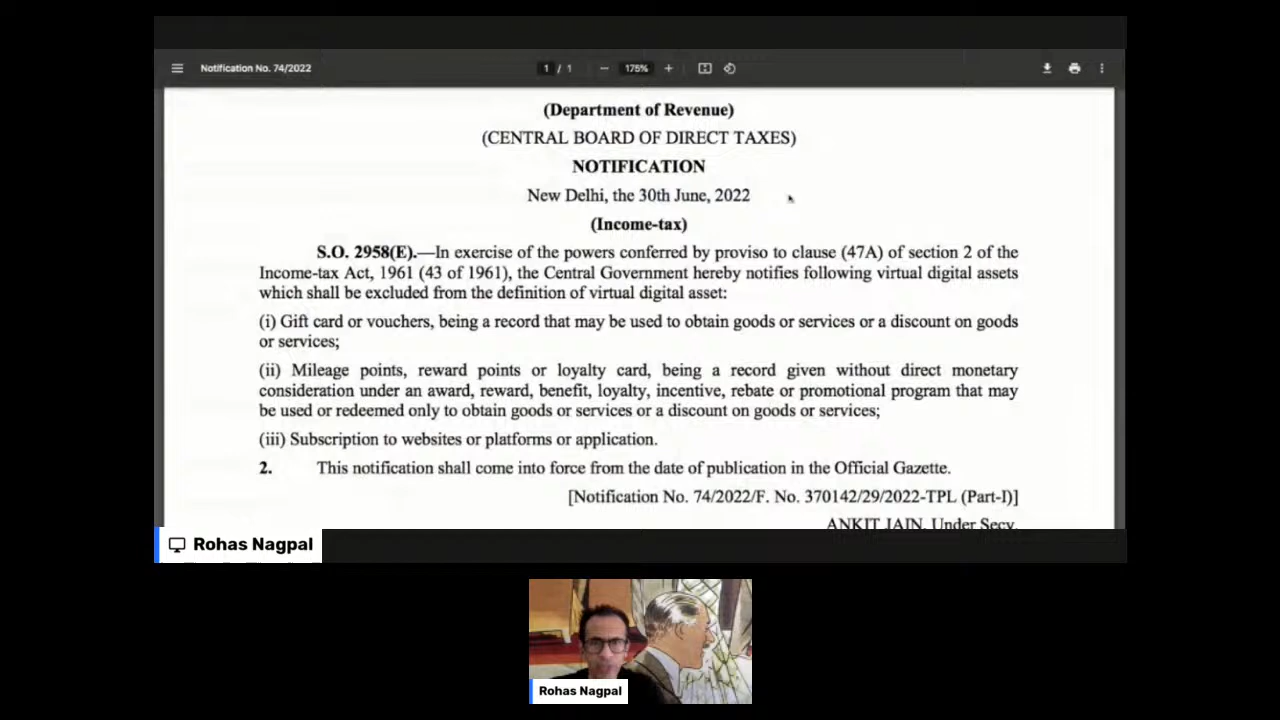 Notification No. 74/2022
1 / 1
175%
(Department of Revenue)
(CENTRAL BOARD OF DIRECT TAXES)
NOTIFICATION
New Delhi, the 30th June, 2022
(Income-tax)
S.O. 2958(E).—In exercise of the powers conferred by proviso to clause (47A) of section 2 of the
Income-tax Act, 1961 (43 of 1961), the Central Government hereby notifies following virtual digital assets
which shall be excluded from the definition of virtual digital asset:
(i) Gift card or vouchers, being a record that may be used to obtain goods or services or a discount on goods
or services;
(ii) Mileage points, reward points or loyalty card, being a record given without direct monetary
consideration under an award, reward, benefit, loyalty, incentive, rebate or promotional program that may
be used or redeemed only to obtain goods or services or a discount on goods or services;
(iii) Subscription to websites or platforms or application.
2. This notification shall come into force from the date of publication in the Official Gazette.
[Notification No. 74/2022/F. No. 370142/29/2022-TPL (Part-I)]
ANKIT JAIN, Under Secy.
Rohas Nagpal
Rohas Nagpal